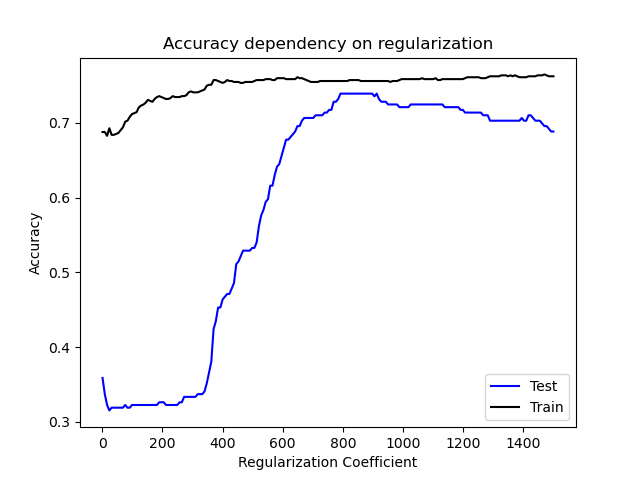 Accuracy dependency on regularization
0.7
0.6
0.5
0.4
0.3
Accuracy
0
200
400
600
800
1000
1200
1400
Regularization Coefficient
Test
Train